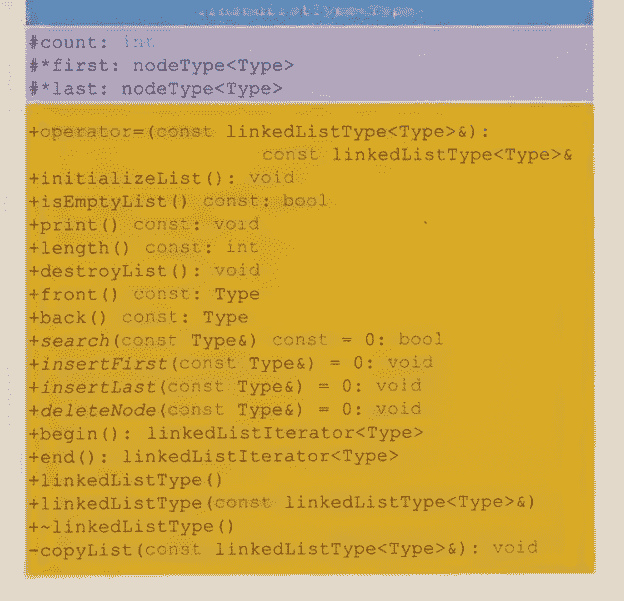 linkedListType<Type>
#count: int
#*first: nodeType<Type>
#*last: nodeType<Type>
+operator=(const linkedListType<Type>&):
const linkedListType<Type>&
+initializeList(): void
+isEmptyList() const: bool
+print() const: void
+length() const: int
+destroyList(): void
+front() const: Type
+back() const: Type
+search(const Type&) const = 0: bool
+insertFirst(const Type&) = 0: void
+insertLast(const Type&) = 0: void
+deleteNode(const Type&) = 0: void
+begin(): linkedListIterator<Type>
+end(): linkedListIterator<Type>
+linkedListType()
+linkedListType(const linkedListType<Type>&)
+~linkedListType()
-copyList(const linkedListType<Type>&): void